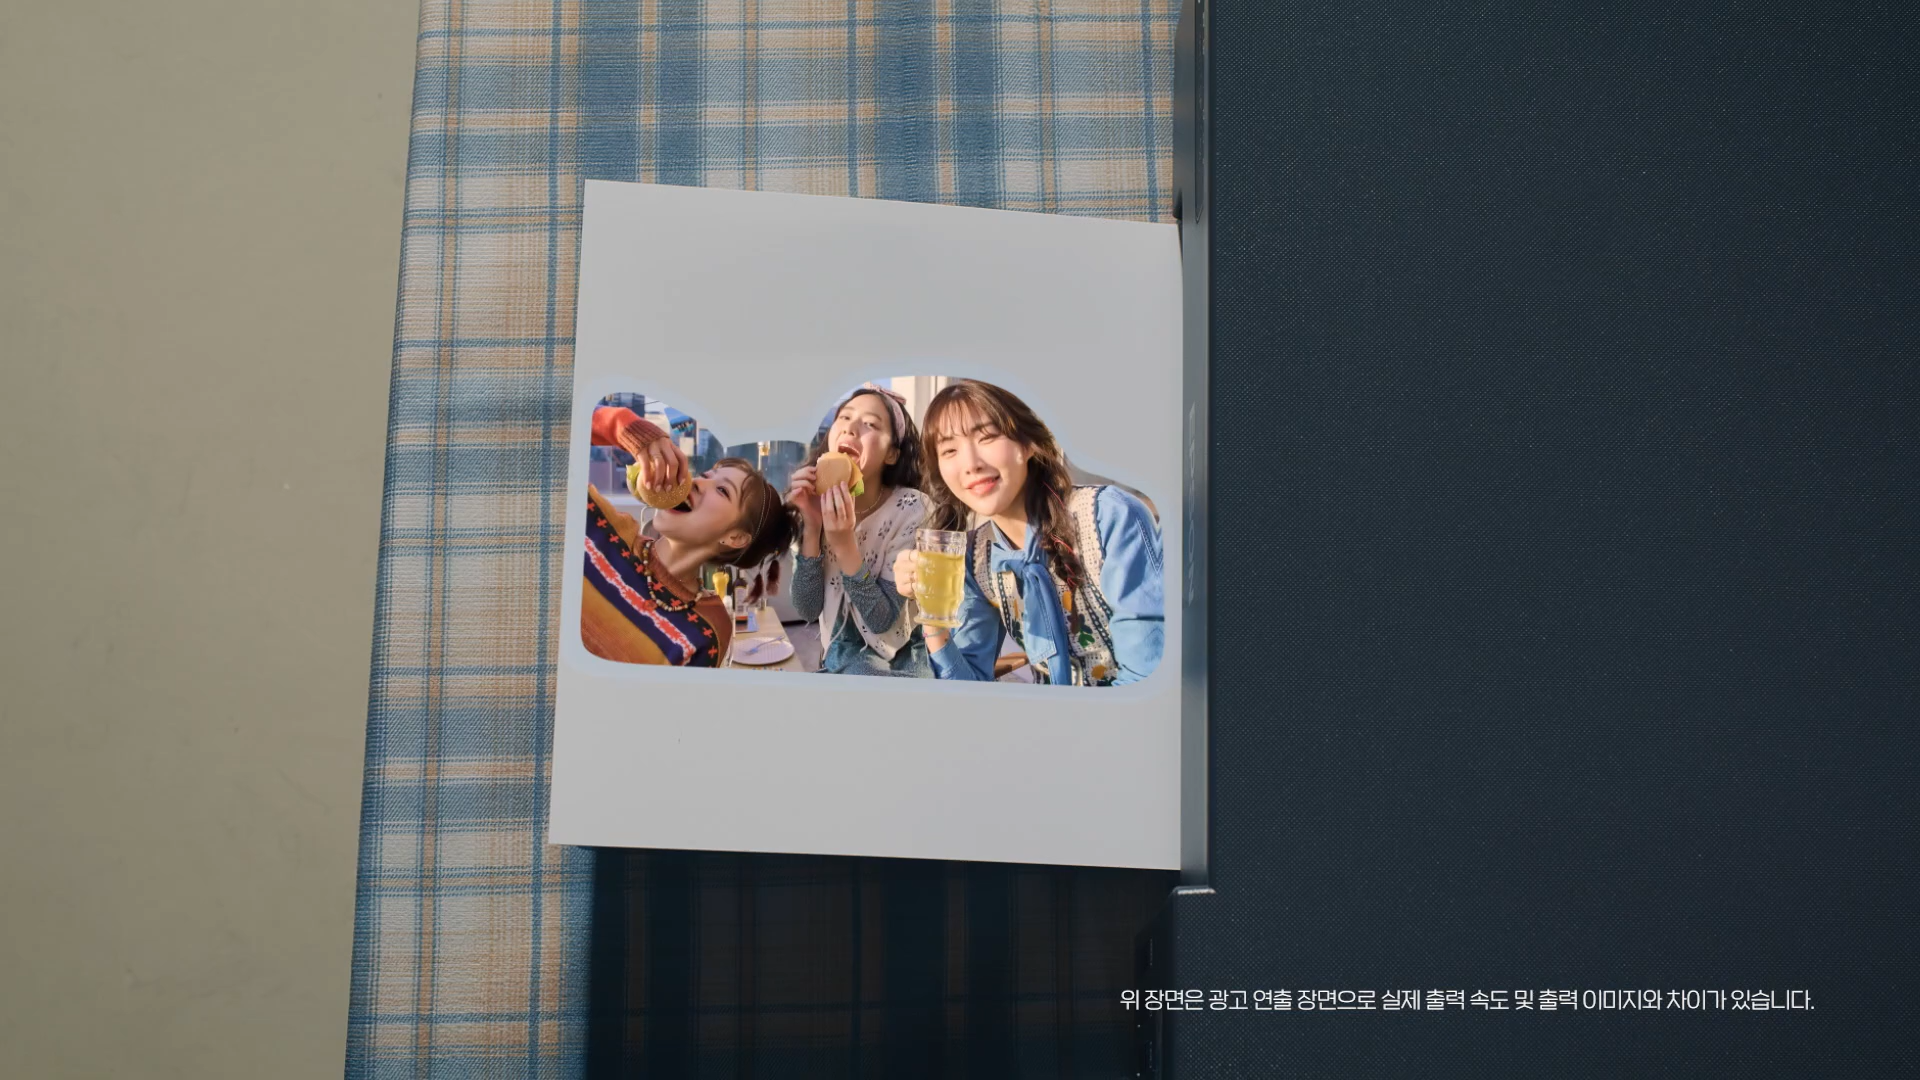 위 장면은 광고 연출 장면으로 실제 출력 속도 및 출력 이미지와 차이가 있습니다.